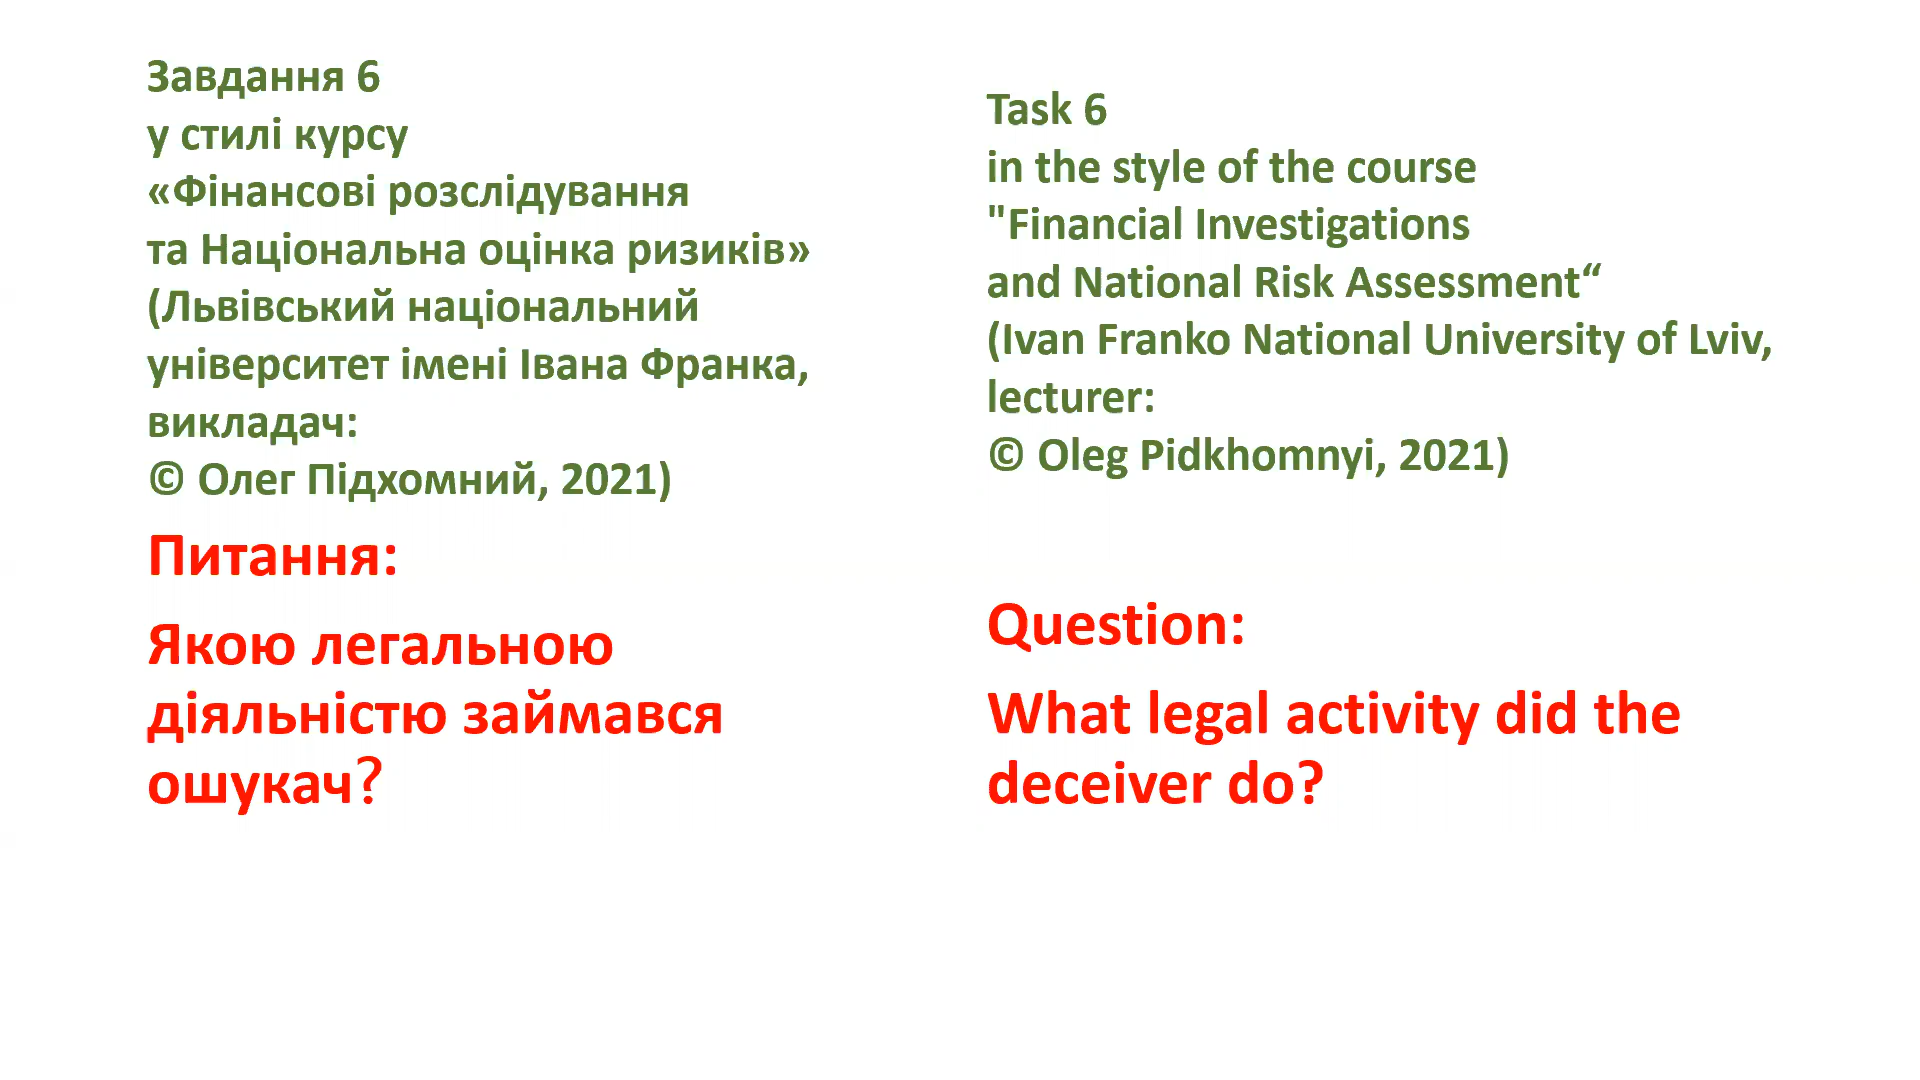 Завдання 6
у стилі курсу
«Фінансові розслідування
та Національна оцінка ризиків»
(Львівський національний
університет імені Івана Франка,
викладач:
© Олег Підхомний, 2021)
Питання:
Якою легальною
діяльністю займався
ошукач?
Task 6
in the style of the course
"Financial Investigations
and National Risk Assessment“
(Ivan Franko National University of Lviv,
lecturer:
© Oleg Pidkhomnyi, 2021)
Question:
What legal activity did the
deceiver do?